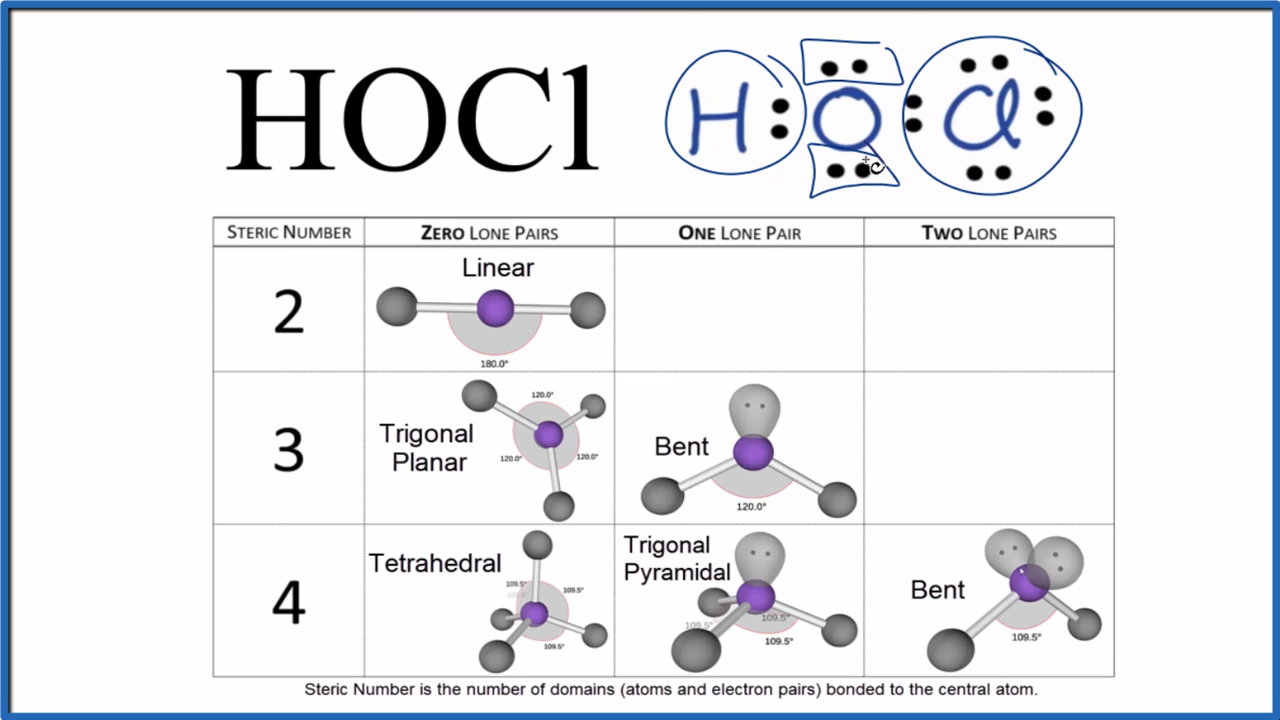 HOCl
H O Cl
STERIC NUMBER ZERO LONE PAIRS ONE LONE PAIR TWO LONE PAIRS
2
Linear
180.0°
3
Trigonal
Planar
120.0°
120.0°
120.0°
Bent
120.0°
4
Tetrahedral
109.5°
109.5°
109.5°
Trigonal
Pyramidal
109.5°
109.5°
109.5°
Bent
109.5°
Steric Number is the number of domains (atoms and electron pairs) bonded to the central atom.